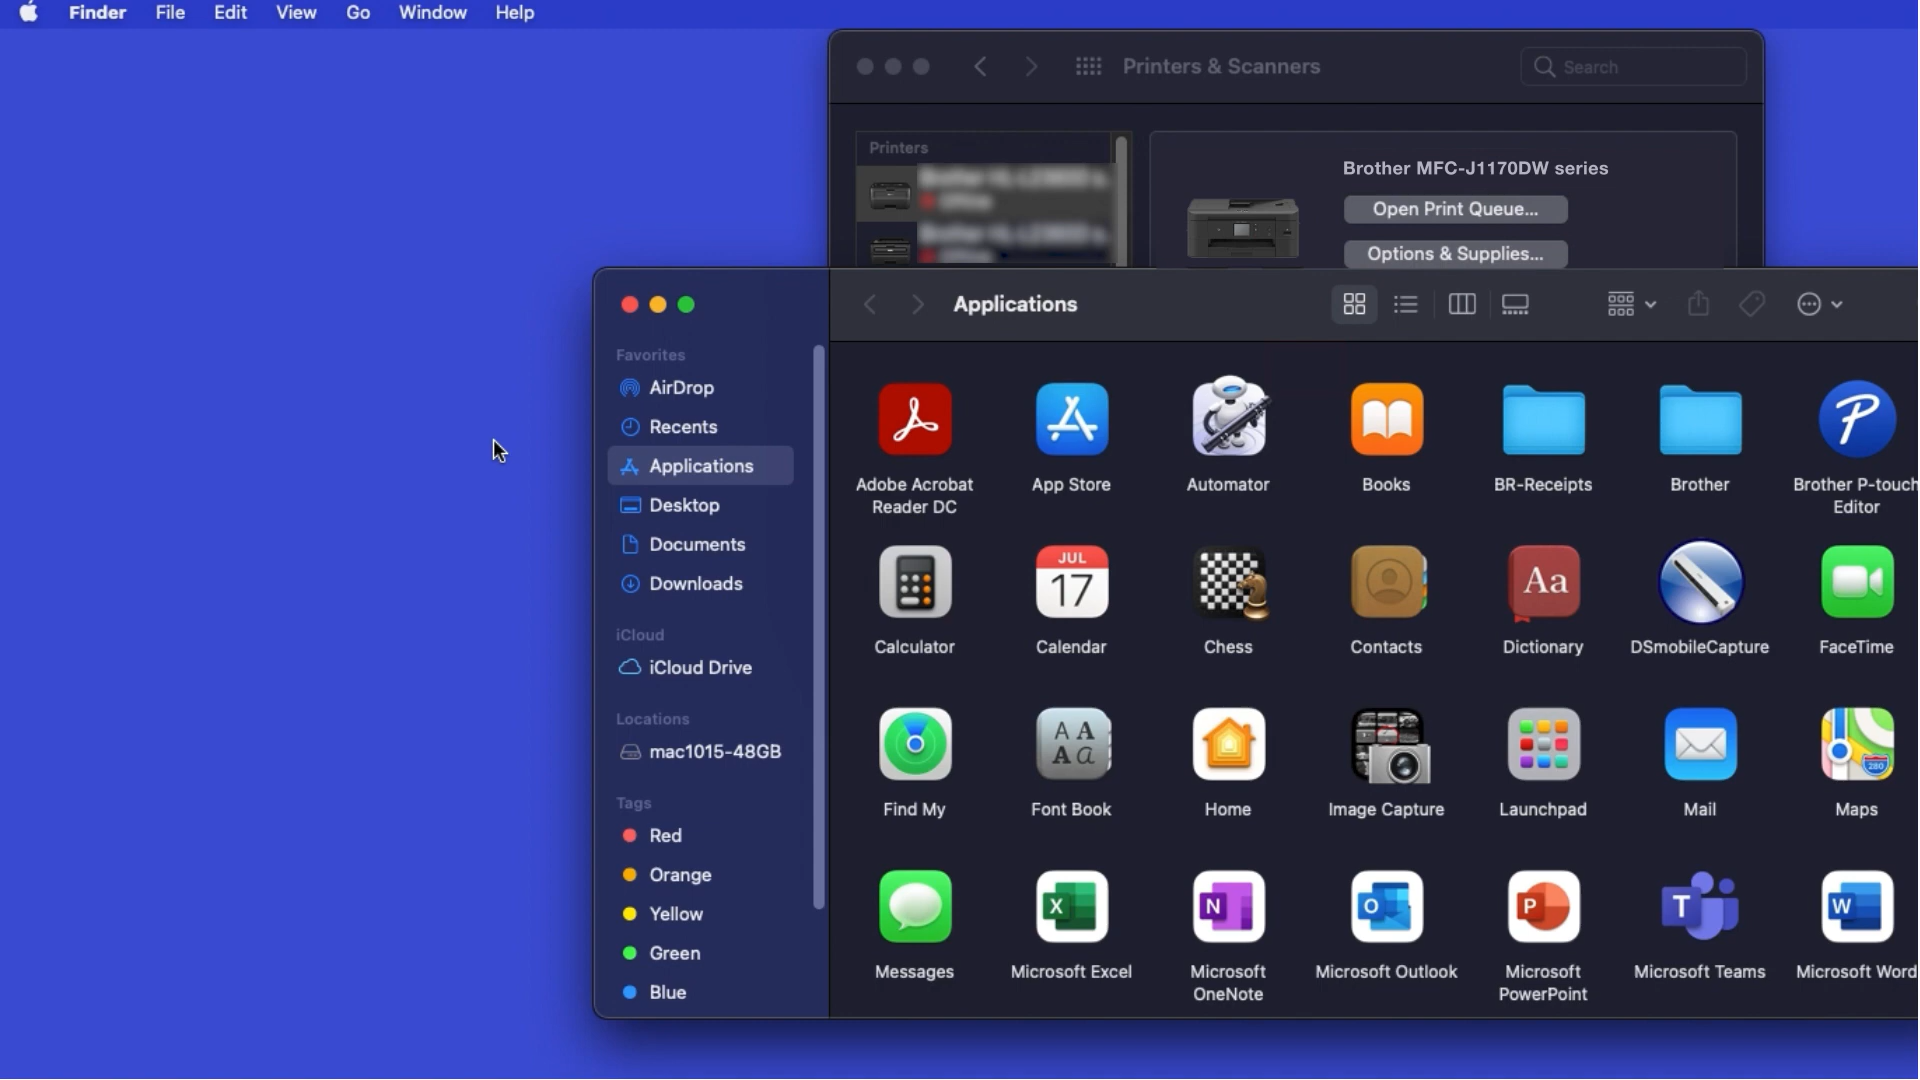 Finder File Edit View Go Window Help
Printers & Scanners
Search
Printers
Brother MFC-J1170DW series
Open Print Queue...
Options & Supplies...
Applications
Favorites
AirDrop
Recents
Applications
Desktop
Documents
Downloads
iCloud
iCloud Drive
Locations
mac1015-48GB
Tags
Red
Orange
Yellow
Green
Blue
Adobe Acrobat
Reader DC
App Store
Automator
Books
BR-Receipts
Brother
Brother P-touch
Editor
Calculator
JUL
17
Calendar
Chess
Contacts
Aa
Dictionary
DSmobileCapture
FaceTime
Find My
A A
A a
Font Book
Home
Image Capture
Launchpad
Mail
280
Maps
Messages
X
Microsoft Excel
N
Microsoft
OneNote
O
Microsoft Outlook
P
Microsoft
PowerPoint
T
Microsoft Teams
W
Microsoft Word